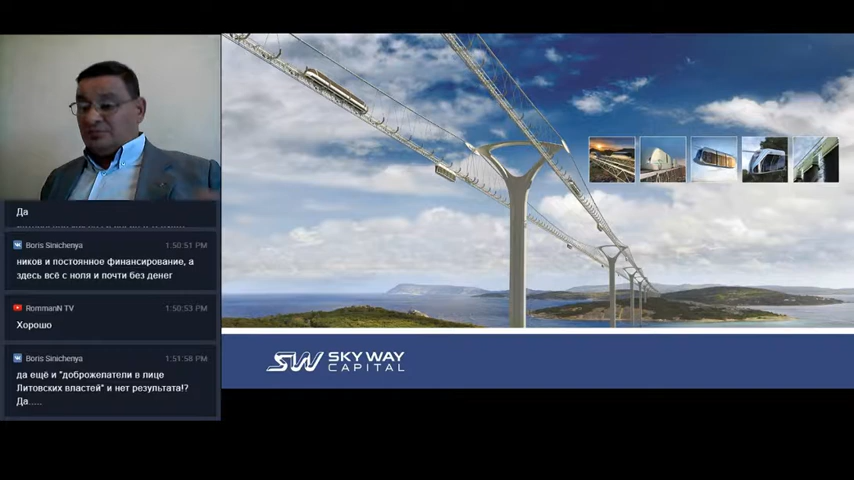 Да
Boris Sinichenya 1:50:51 PM
ников и постоянное финансирование, а
здесь всё с ноля и почти без денег
RommanN TV 1:50:53 PM
Хорошо
Boris Sinichenya 1:51:58 PM
да ещё и "доброжелатели в лице
Литовских властей" и нет результата!?
Да.....
SW SKY WAY
CAPITAL